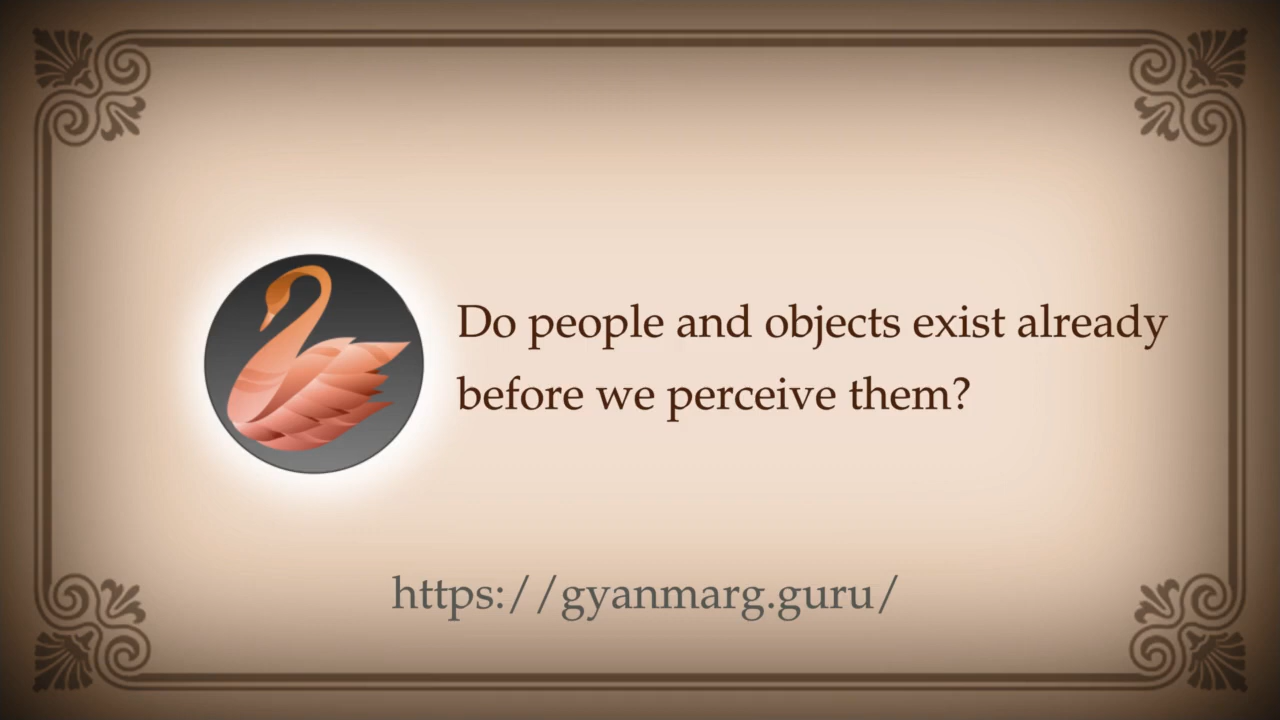 Do people and objects exist already
before we perceive them?
https://gyanmarg.guru/